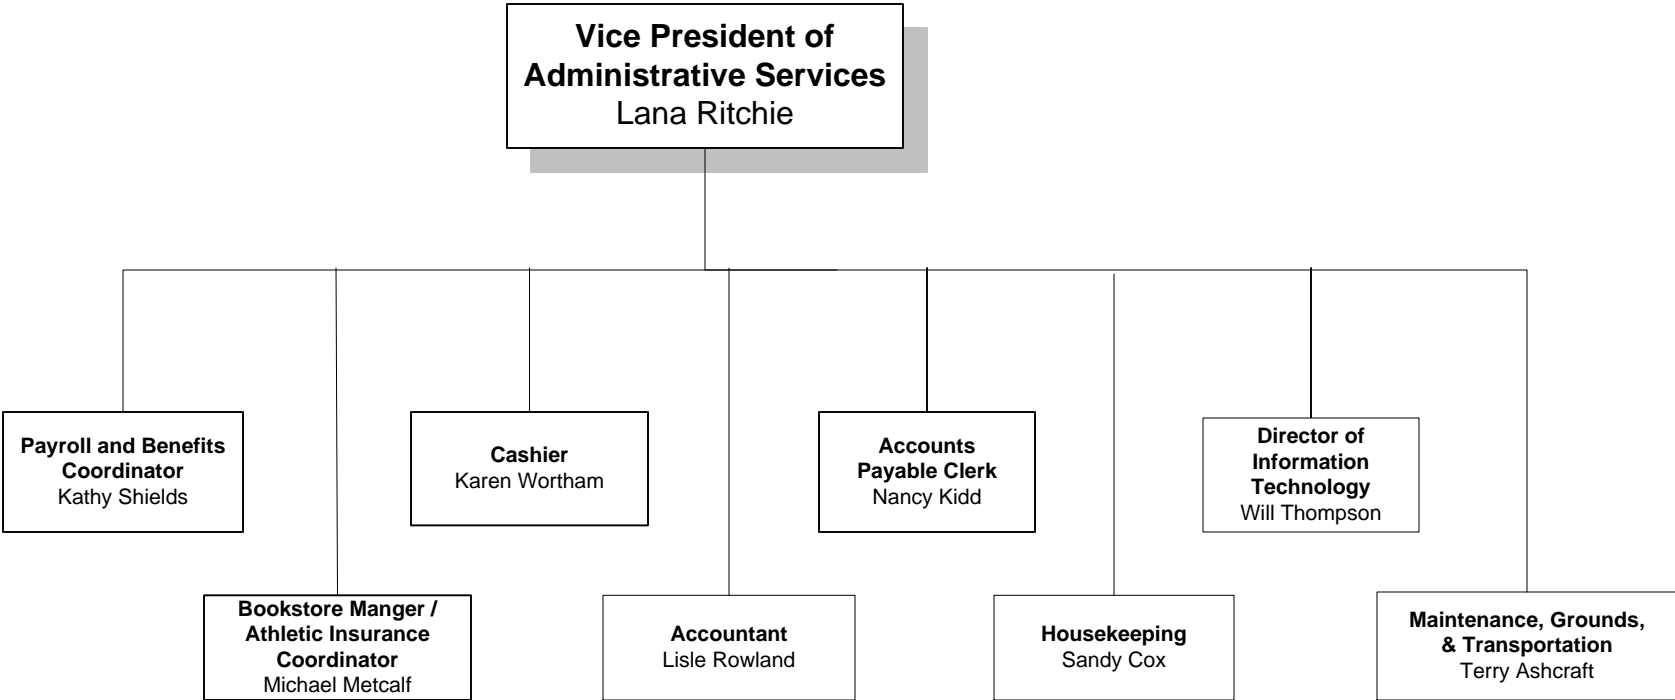 Vice President of
Administrative Services
Lana Ritchie
Payroll and Benefits
Coordinator
Kathy Shields
Cashier
Karen Wortham
Accounts
Payable Clerk
Nancy Kidd
Director of
Information
Technology
Will Thompson
Bookstore Manger /
Athletic Insurance
Coordinator
Michael Metcalf
Accountant
Lisle Rowland
Housekeeping
Sandy Cox
Maintenance, Grounds,
& Transportation
Terry Ashcraft